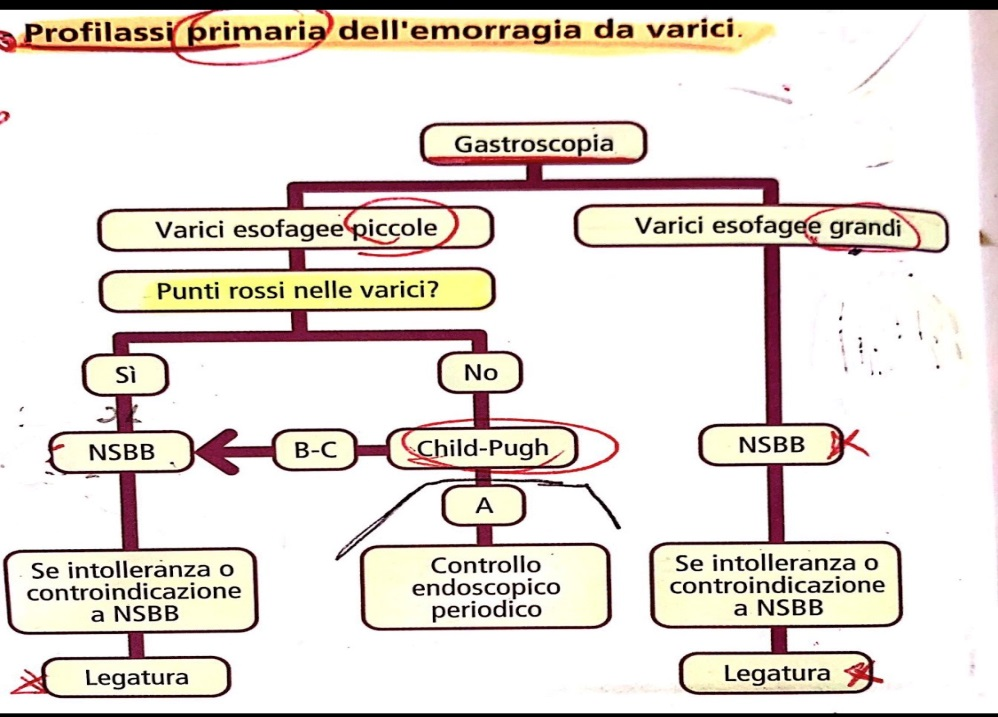 Profilassi primaria dell'emorragia da varici.
Gastroscopia
Varici esofagee piccole
Varici esofagee grandi
Punti rossi nelle varici?
Sì
No
NSBB
B-C
Child-Pugh
NSBB
A
Se intolleranza o
controindicazione
a NSBB
Controllo
endoscopico
periodico
Se intolleranza o
controindicazione
a NSBB
Legatura
Legatura